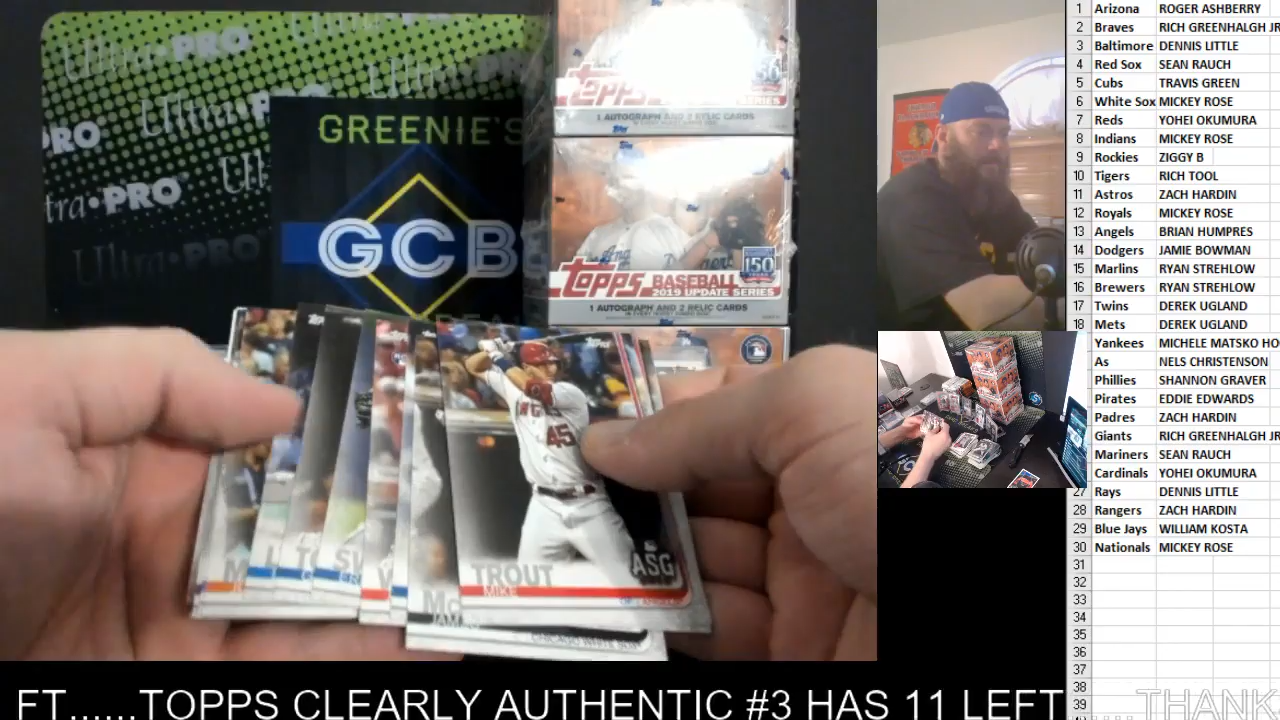 Ultra•PRO
GREENIE'S
GCB
TOPPS
SERIES
1 AUTOGRAPH AND 2 RELIC CARDS
TOPPS BASEBALL
150
2019 UPDATE SERIES
1 AUTOGRAPH AND 2 RELIC CARDS
45
TROUT
MIKE
ASG
CHICAGO WHITE SOX
1 Arizona ROGER ASHBERRY
2 Braves RICH GREENHALGH JR
3 Baltimore DENNIS LITTLE
4 Red Sox SEAN RAUCH
5 Cubs TRAVIS GREEN
6 White Sox MICKEY ROSE
7 Reds YOHEI OKUMURA
8 Indians MICKEY ROSE
9 Rockies ZIGGY B
10 Tigers RICH TOOL
11 Astros ZACH HARDIN
12 Royals MICKEY ROSE
13 Angels BRIAN HUMPRES
14 Dodgers JAMIE BOWMAN
15 Marlins RYAN STREHLOW
16 Brewers RYAN STREHLOW
17 Twins DEREK UGLAND
18 Mets DEREK UGLAND
Yankees MICHELE MATSKO HO
As NELS CHRISTENSON
Phillies SHANNON GRAVER
Pirates EDDIE EDWARDS
Padres ZACH HARDIN
Giants RICH GREENHALGH JR
Mariners SEAN RAUCH
Cardinals YOHEI OKUMURA
27 Rays DENNIS LITTLE
28 Rangers ZACH HARDIN
29 Blue Jays WILLIAM KOSTA
30 Nationals MICKEY ROSE
31
32
33
34
35
36
37
38
39
FT......TOPPS CLEARLY AUTHENTIC #3 HAS 11 LEFT......THANK